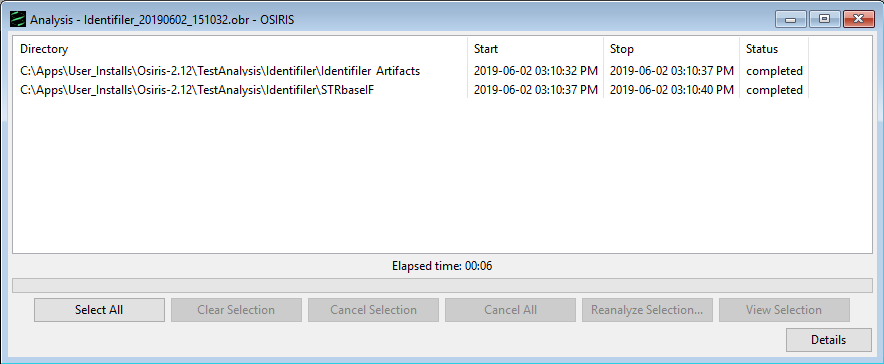 Analysis - Identifiler_20190602_151032.obr - OSIRIS
Directory Start Stop Status
C:\Apps\User_Installs\Osiris-2.12\TestAnalysis\Identifiler\Identifiler Artifacts 2019-06-02 03:10:32 PM 2019-06-02 03:10:37 PM completed
C:\Apps\User_Installs\Osiris-2.12\TestAnalysis\Identifiler\STRbaseIF 2019-06-02 03:10:37 PM 2019-06-02 03:10:40 PM completed
Elapsed time: 00:06
Select All Clear Selection Cancel Selection Cancel All Reanalyze Selection... View Selection
Details